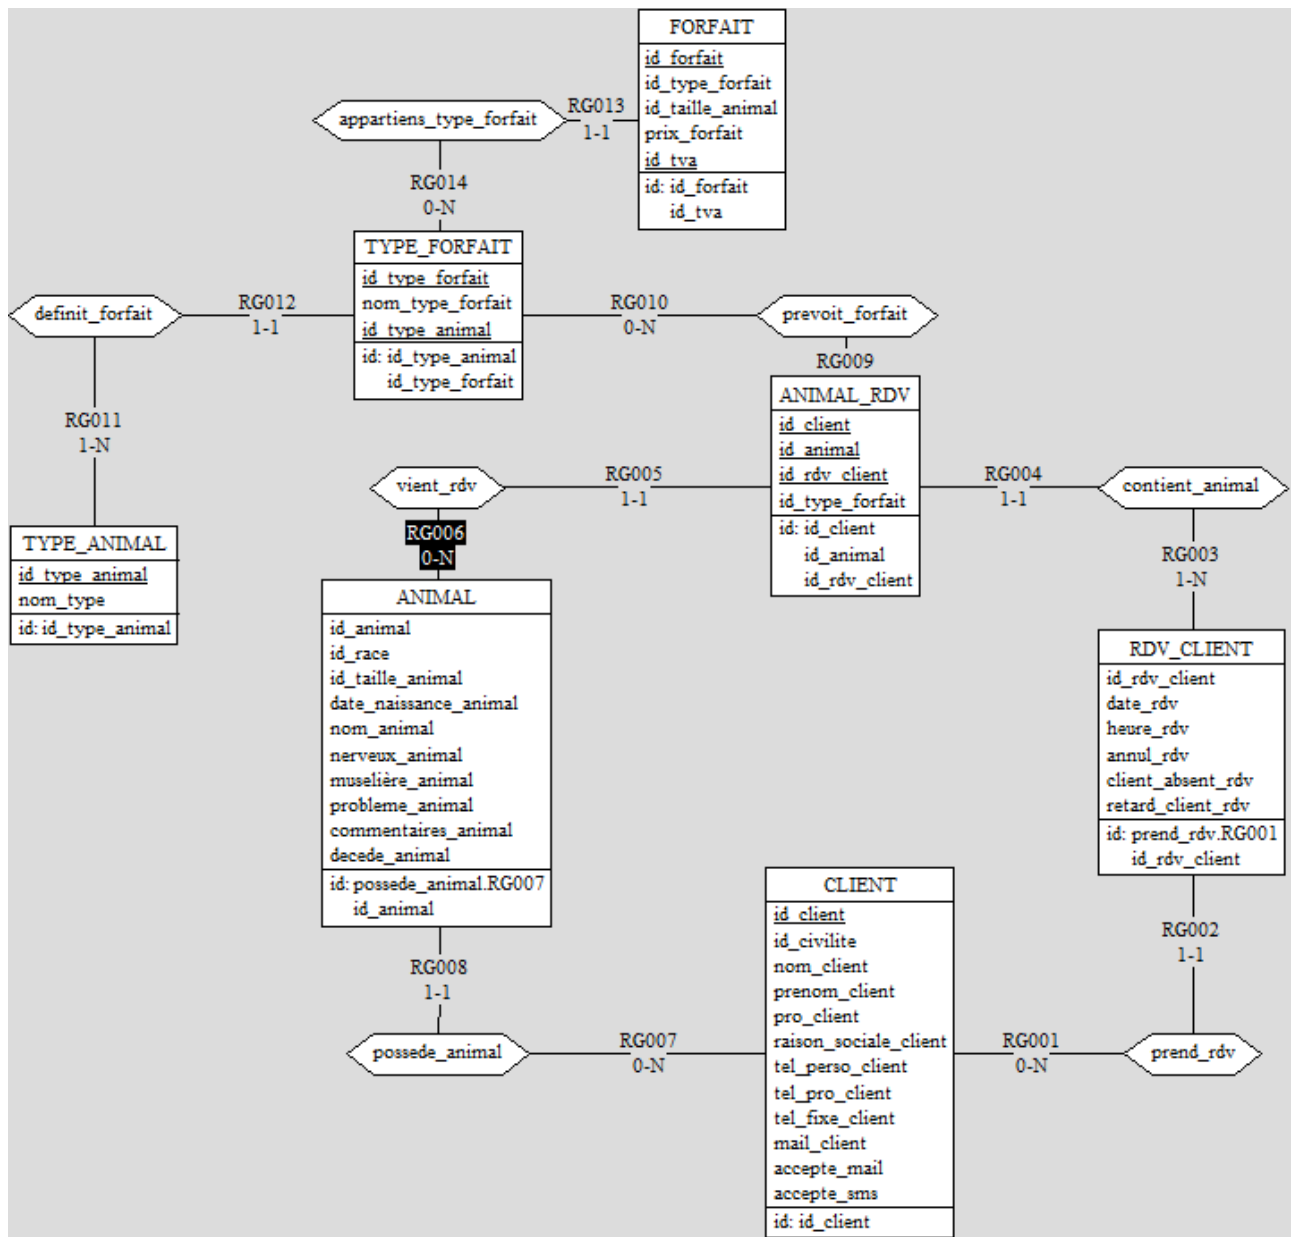 FORFAIT
id_forfait
id_type_forfait
id_taille_animal
prix_forfait
id_tva
id: id_forfait
id_tva
appartiens_type_forfait
RG013
1-1
RG014
0-N
TYPE_FORFAIT
id_type_forfait
nom_type_forfait
id_type_animal
id: id_type_animal
id_type_forfait
definit_forfait
RG012
1-1
RG010
0-N
prevoit_forfait
RG009
RG011
1-N
ANIMAL_RDV
id_client
id_animal
id_rdv_client
id_type_forfait
id: id_client
id_animal
id_rdv_client
vient_rdv
RG005
1-1
RG004
1-1
contient_animal
RG006
0-N
RG003
1-N
TYPE_ANIMAL
id_type_animal
nom_type
id: id_type_animal
ANIMAL
id_animal
id_race
id_taille_animal
date_naissance_animal
nom_animal
nerveux_animal
muselière_animal
probleme_animal
commentaires_animal
decede_animal
id: possede_animal.RG007
id_animal
RDV_CLIENT
id_rdv_client
date_rdv
heure_rdv
annul_rdv
client_absent_rdv
retard_client_rdv
id: prend_rdv.RG001
id_rdv_client
CLIENT
id_client
id_civilite
nom_client
prenom_client
pro_client
raison_sociale_client
tel_perso_client
tel_pro_client
tel_fixe_client
mail_client
accepte_mail
accepte_sms
id: id_client
RG008
1-1
RG002
1-1
possede_animal
RG007
0-N
RG001
0-N
prend_rdv